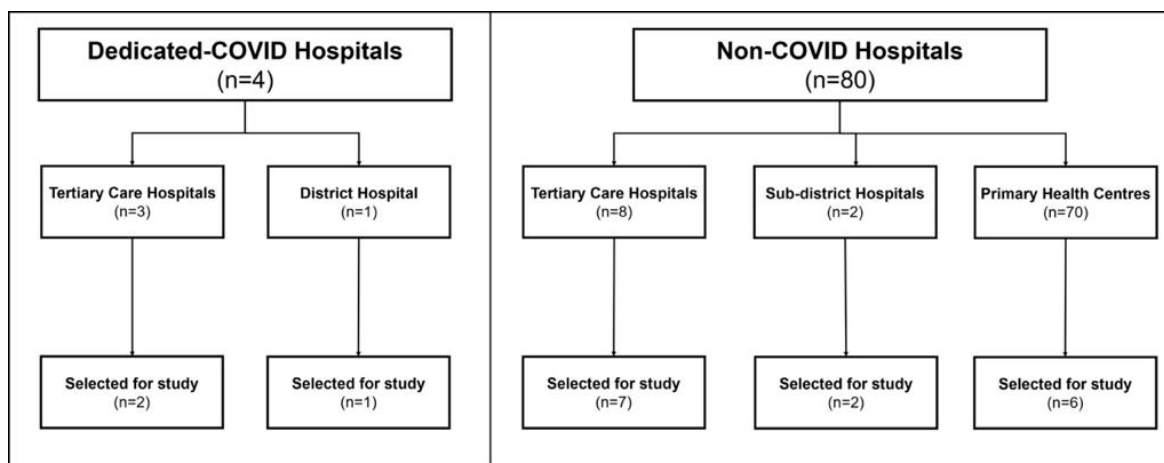 Dedicated-COVID Hospitals
(n=4)
Non-COVID Hospitals
(n=80)
Tertiary Care Hospitals
(n=3)
District Hospital
(n=1)
Tertiary Care Hospitals
(n=8)
Sub-district Hospitals
(n=2)
Primary Health Centres
(n=70)
Selected for study
(n=2)
Selected for study
(n=1)
Selected for study
(n=7)
Selected for study
(n=2)
Selected for study
(n=6)